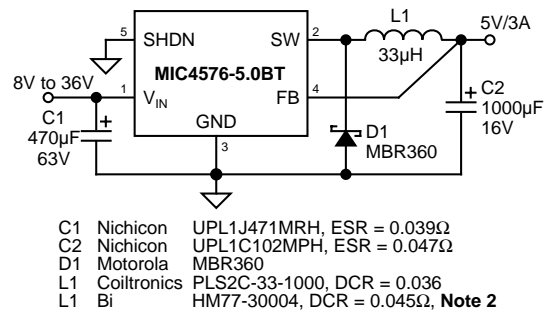 L1
5V/3A
5
SHDN
SW
2
33µH
MIC4576-5.0BT
8V to 36V
1
VIN
FB
4
C2
1000µF
16V
C1
470µF
63V
GND
3
D1
MBR360
C1 Nichicon UPL1J471MRH, ESR = 0.039Ω
C2 Nichicon UPL1C102MPH, ESR = 0.047Ω
D1 Motorola MBR360
L1 Coiltronics PLS2C-33-1000, DCR = 0.036
L1 Bi HM77-30004, DCR = 0.045Ω, Note 2